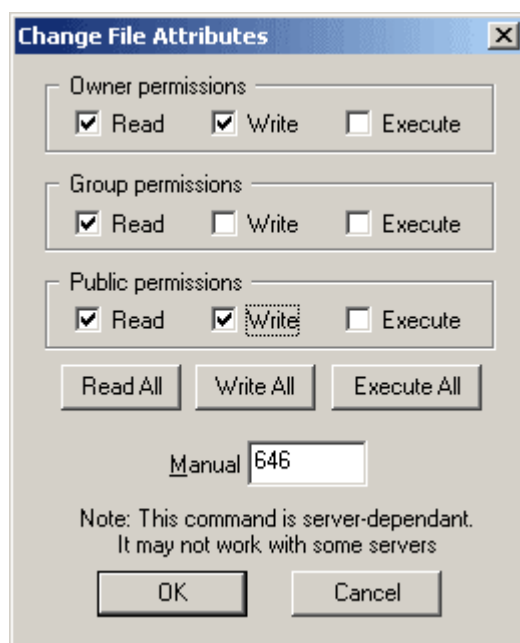 Change File Attributes
Owner permissions
Read Write Execute
Group permissions
Read Write Execute
Public permissions
Read Write Execute
Read All Write All Execute All
Manual 646
Note: This command is server-dependant.
It may not work with some servers
OK Cancel